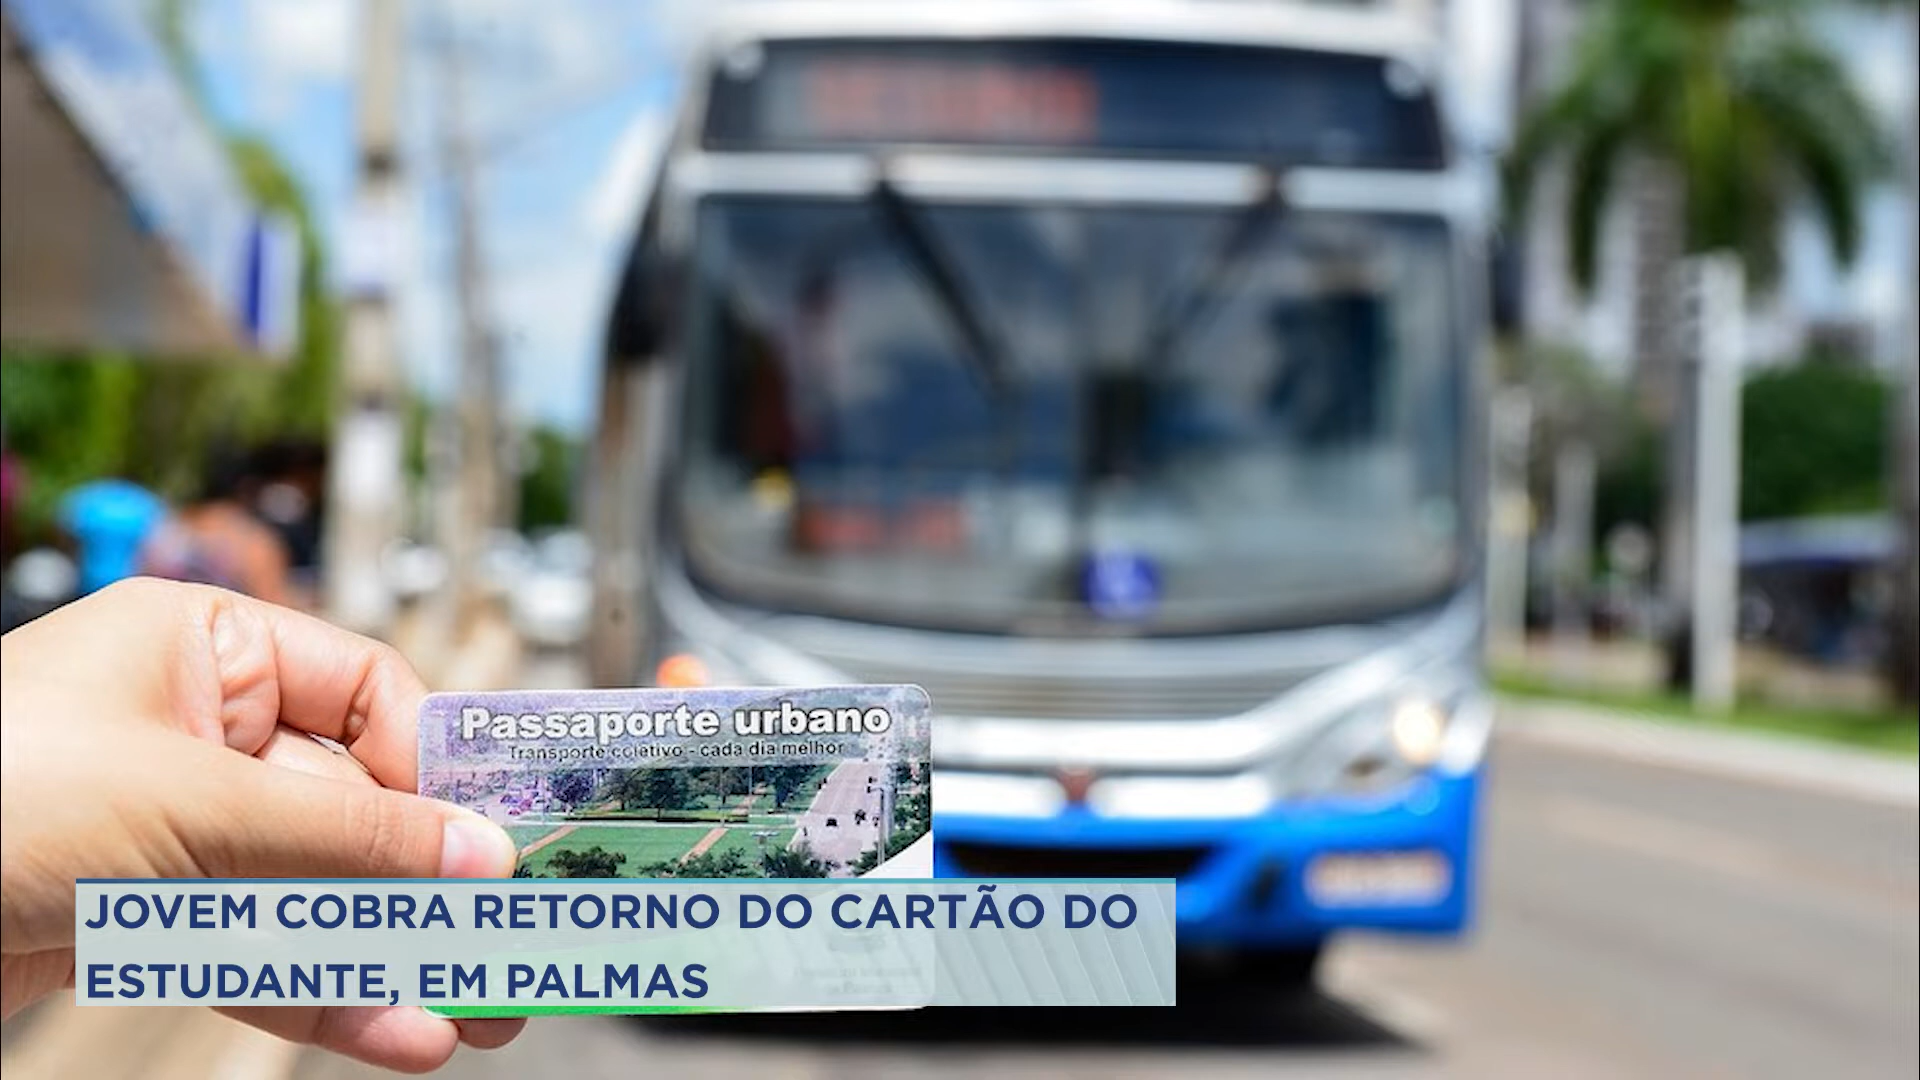 Passaporte urbano
Transporte coletivo - cada dia melhor
JOVEM COBRA RETORNO DO CARTÃO DO
ESTUDANTE, EM PALMAS